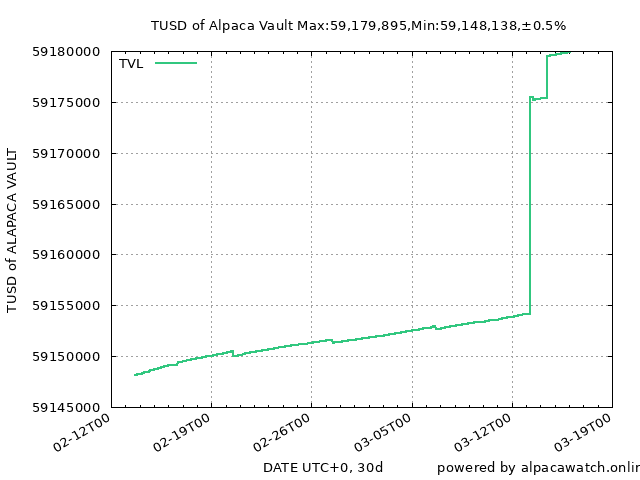 TUSD of Alpaca Vault Max:59,179,895,Min:59,148,138,±0.5%
TVL
59180000
59175000
59170000
59165000
59160000
59155000
59150000
59145000
TUSD of ALAPACA VAULT
02-12T00
02-19T00
02-26T00
03-05T00
03-12T00
03-19T00
DATE UTC+0, 30d
powered by alpacawatch.onlin